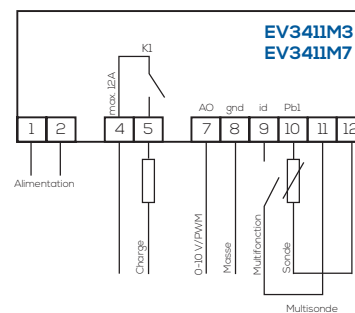 EV3411M3
EV3411M7
K1
max. 12A
AO gnd id Pb1
1 2 4 5 7 8 9 10 11 12
Alimentation
Charge
0-10 V/PWM
Masse
Multifonction
Sonde
Multisonde